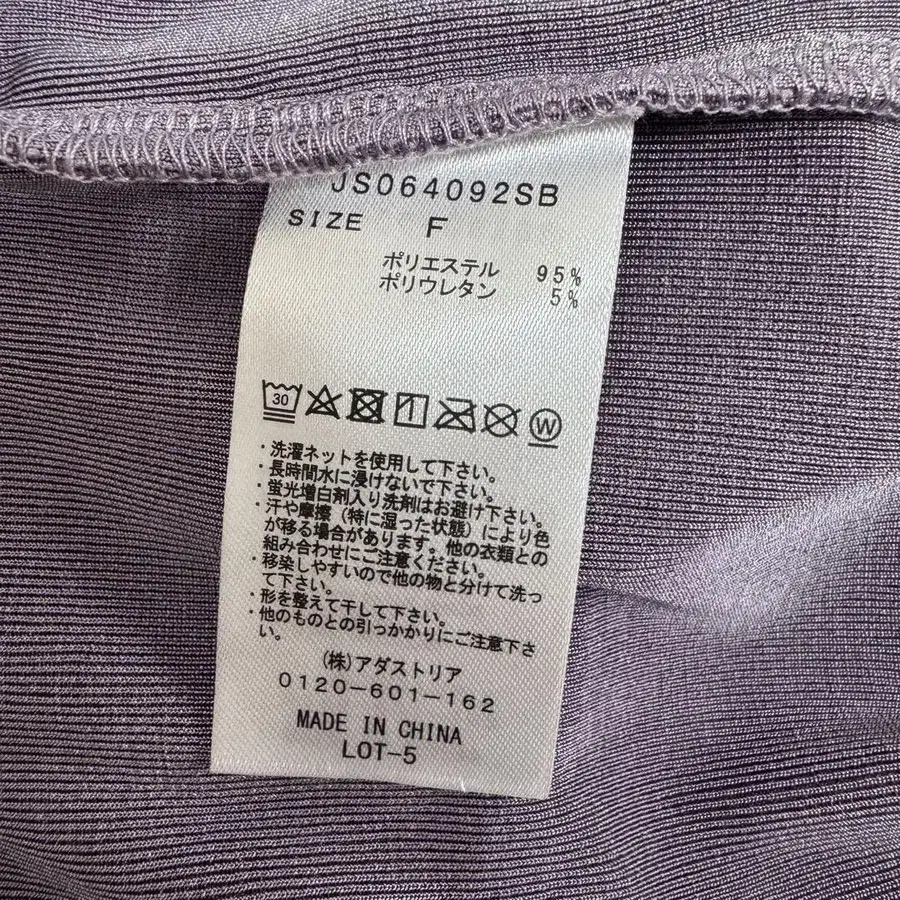 JS064092SB
SIZE F
ポリエステル 95%
ポリウレタン 5%
30 W
・洗濯ネットを使用して下さい。
・長時間水に浸けないで下さい。
・蛍光増白剤入り洗剤はお避け下さい。
・汗や摩擦（特に湿った状態）により色
が移る場合があります。他の衣類との
組み合わせにご注意ください。
・移染しやすいので他の物と分けて洗っ
て下さい。
・形を整えて干して下さい。
・他のものとの引っかかりにご注意下さ
い。
(株)アダストリア
0120-601-162
MADE IN CHINA
LOT-5